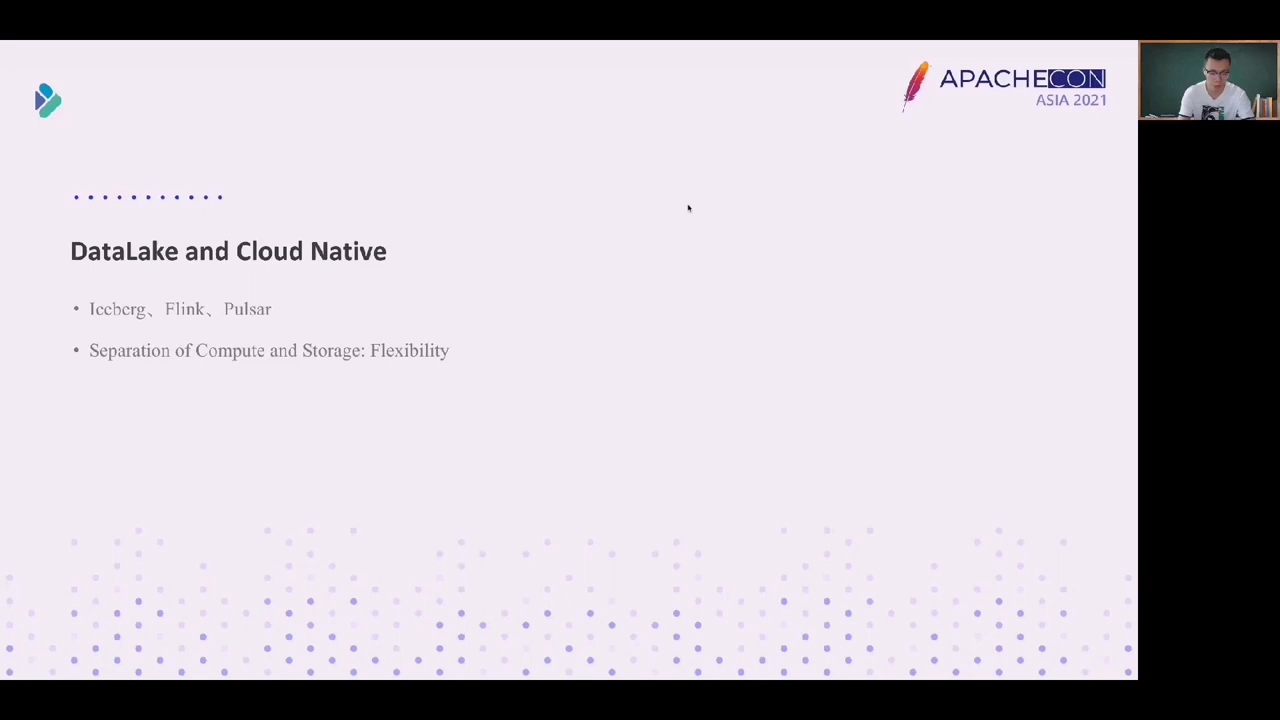 APACHECON
ASIA 2021
DataLake and Cloud Native
• Iceberg、Flink、Pulsar
• Separation of Compute and Storage: Flexibility